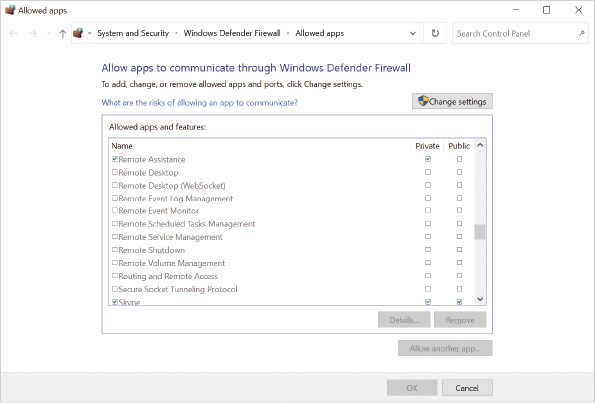 Allowed apps
System and Security Windows Defender Firewall Allowed apps Search Control Panel
Allow apps to communicate through Windows Defender Firewall
To add, change, or remove allowed apps and ports, click Change settings.
What are the risks of allowing an app to communicate? Change settings
Allowed apps and features:
Name Private Public
Remote Assistance
Remote Desktop
Remote Desktop (WebSocket)
Remote Event Log Management
Remote Event Monitor
Remote Scheduled Tasks Management
Remote Service Management
Remote Shutdown
Remote Volume Management
Routing and Remote Access
Secure Socket Tunneling Protocol
Skype
Details... Remove
Allow another app...
OK Cancel